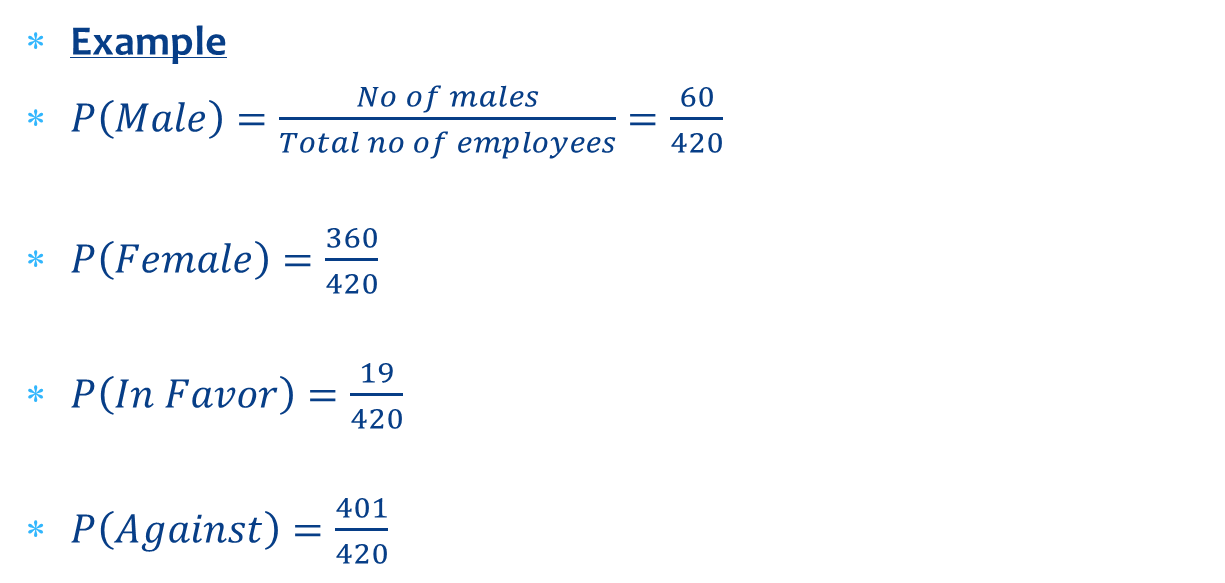 * Example
* P(Male) = No of males / Total no of employees = 60 / 420
* P(Female) = 360 / 420
* P(In Favor) = 19 / 420
* P(Against) = 401 / 420